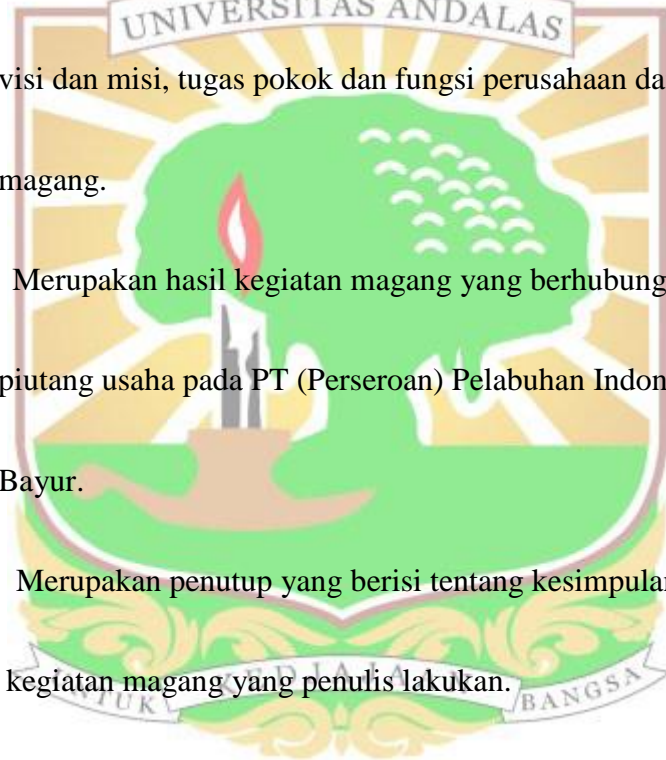 UNIVERSITAS ANDALAS
visi dan misi, tugas pokok dan fungsi perusahaan da
magang.
Merupakan hasil kegiatan magang yang berhubung
piutang usaha pada PT (Perseroan) Pelabuhan Indon
Bayur.
Merupakan penutup yang berisi tentang kesimpulan
kegiatan magang yang penulis lakukan.
UNTUK KEDJAJAAN BANGSA